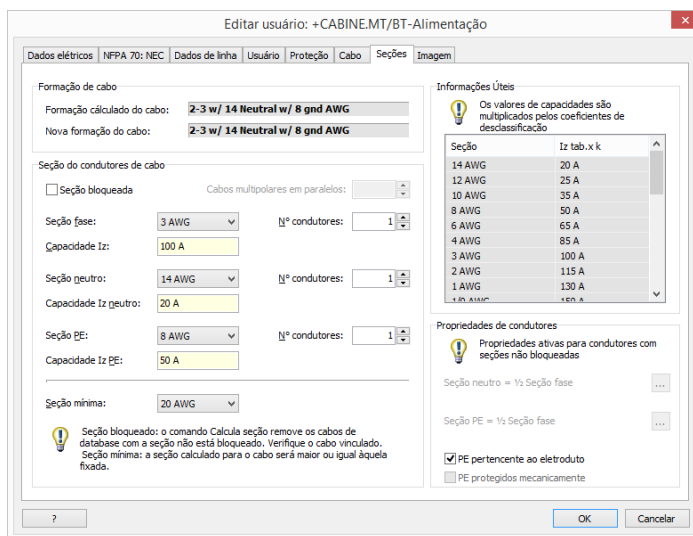 Editar usuário: +CABINE.MT/BT-Alimentação
×
Dados elétricos NFPA 70: NEC Dados de linha Usuário Proteção Cabo Seções Imagem
Formação de cabo
Formação cálculado do cabo: 2-3 w/ 14 Neutral w/ 8 gnd AWG
Nova formação do cabo: 2-3 w/ 14 Neutral w/ 8 gnd AWG
Seção do condutores de cabo
Seção bloqueada Cabos multipolares em paralelos:
Seção fase: 3 AWG Nº condutores: 1
Capacidade Iz: 100 A
Seção neutro: 14 AWG Nº condutores: 1
Capacidade Iz neutro: 20 A
Seção PE: 8 AWG Nº condutores: 1
Capacidade Iz PE: 50 A
Seção mínima: 20 AWG
Seção bloqueado: o comando Calcula seção remove os cabos de
database com a seção não está bloqueado. Verifique o cabo vinculado.
Seção mínima: a seção calculado para o cabo será maior ou igual àquela
fixada.
Informações Úteis
Os valores de capacidades são
multiplicados pelos coeficientes de
desclassificação
Seção Iz tab.x k
14 AWG 20 A
12 AWG 25 A
10 AWG 35 A
8 AWG 50 A
6 AWG 65 A
4 AWG 85 A
3 AWG 100 A
2 AWG 115 A
1 AWG 130 A
1/0 AWG 150 A
Propriedades de condutores
Propriedades ativas para condutores com
seções não bloqueadas
Seção neutro = ½ Seção fase ...
Seção PE = ½ Seção fase ...
PE pertencente ao eletroduto
PE protegidos mecanicamente
? OK Cancelar